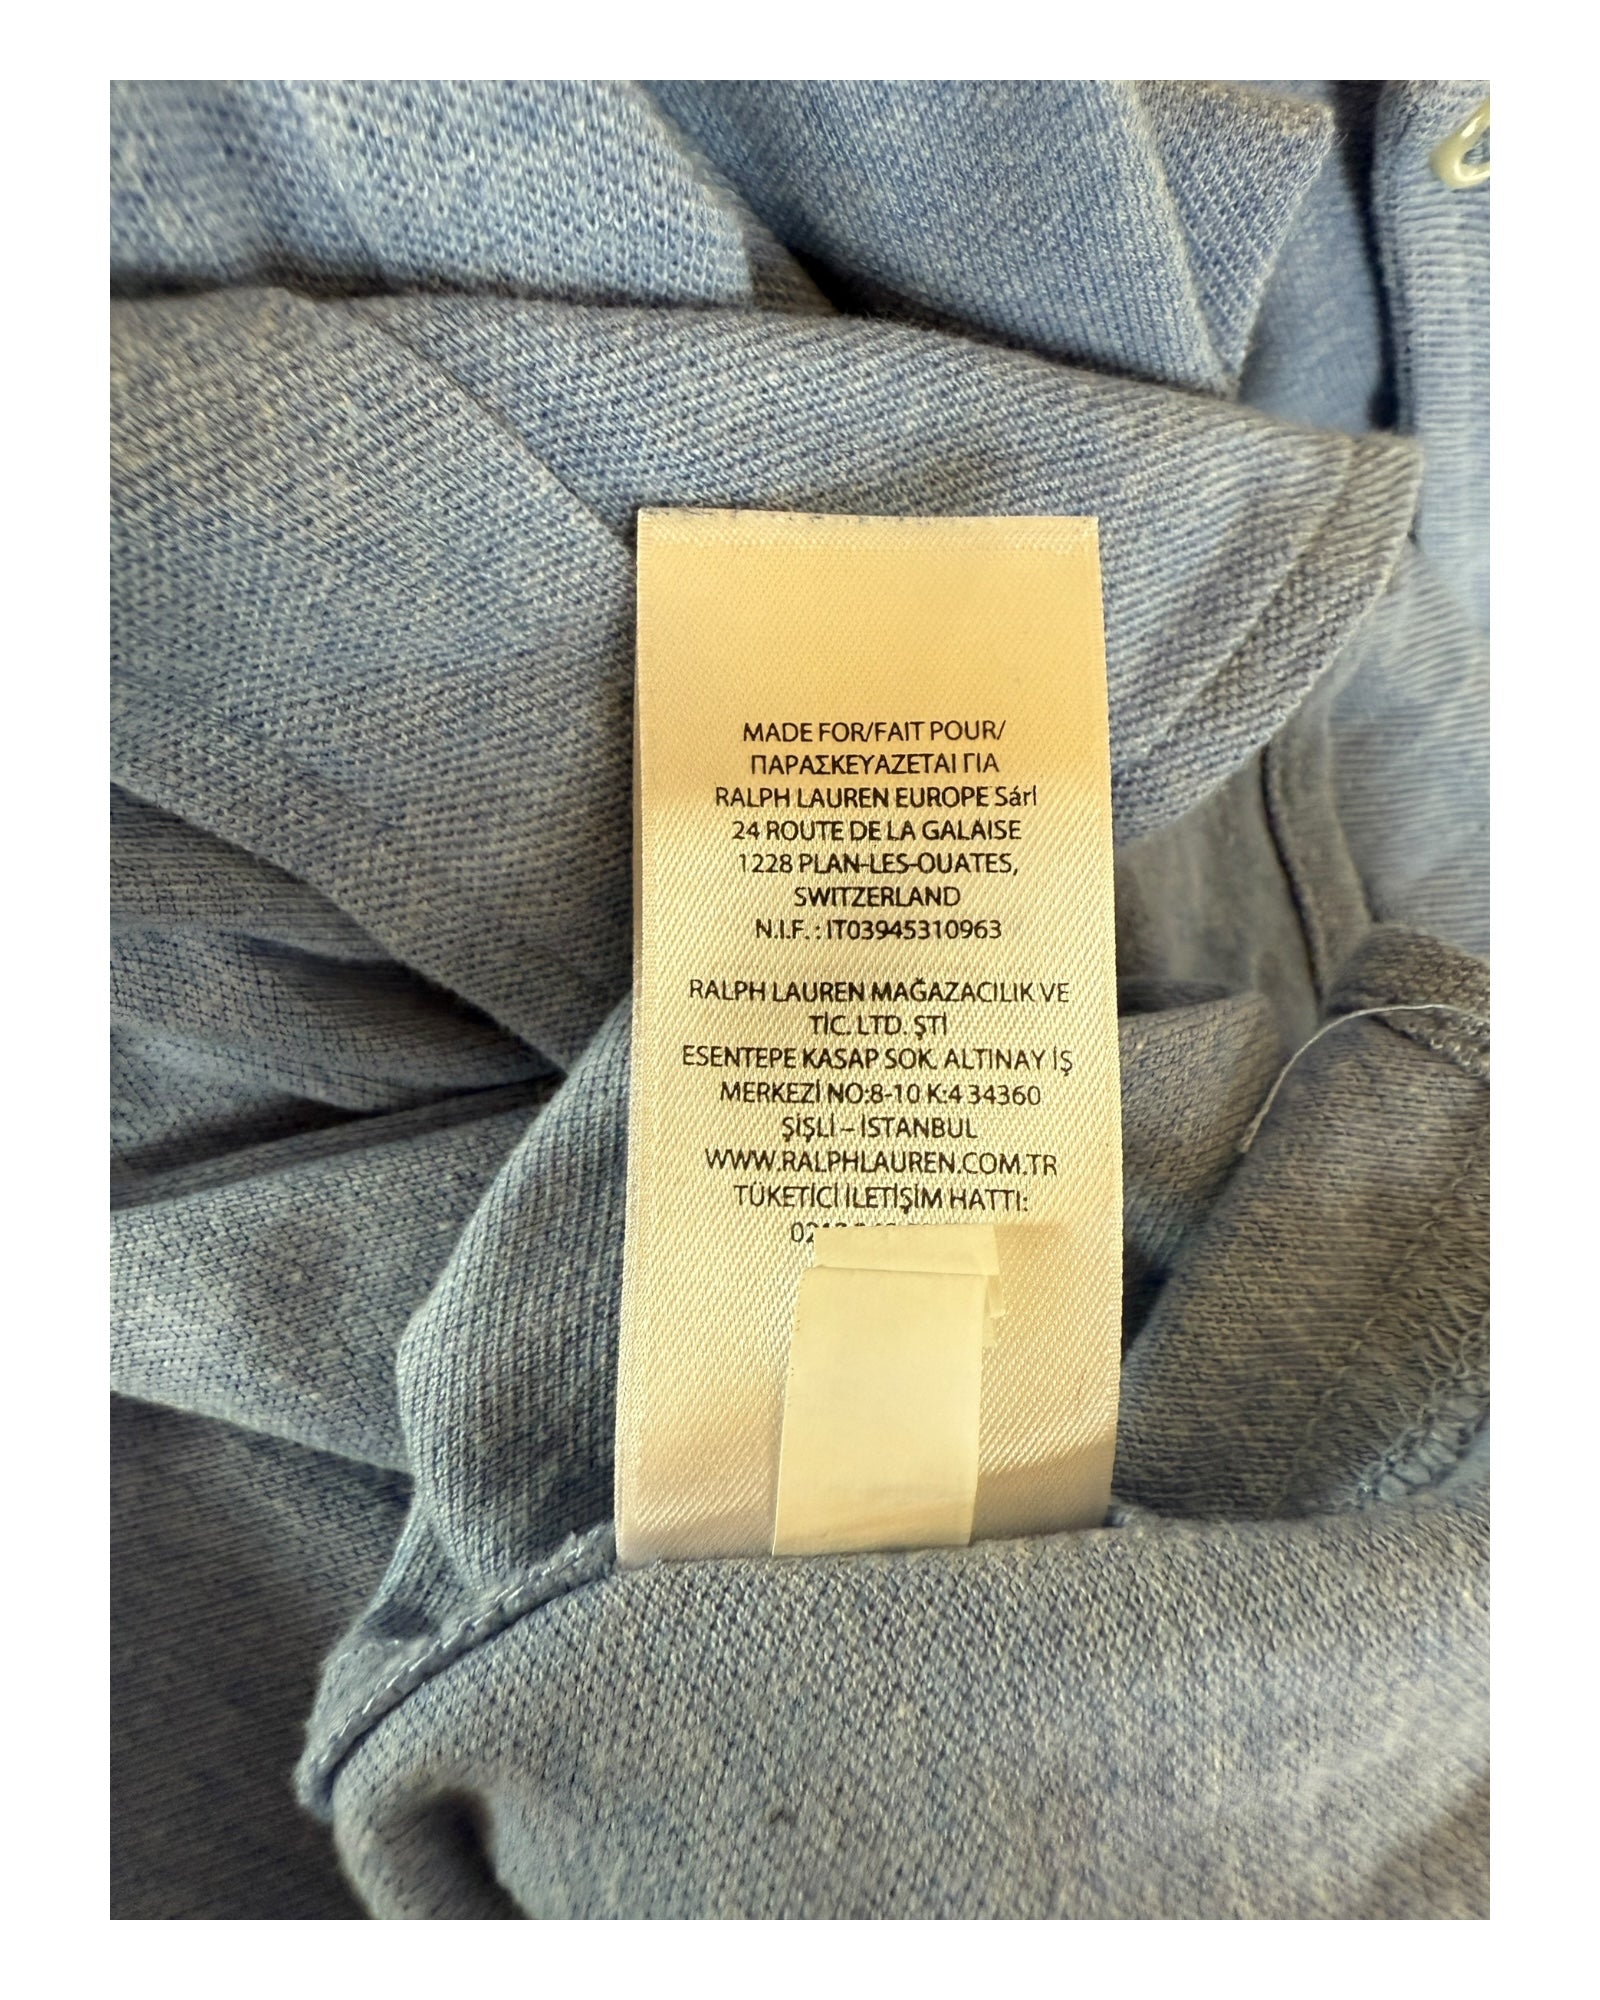 MADE FOR/FAIT POUR/
ΠΑΡΑΣΚΕΥΑΖΕΤΑΙ ΓΙΑ
RALPH LAUREN EUROPE Sárl
24 ROUTE DE LA GALAISE
1228 PLAN-LES-OUATES,
SWITZERLAND
N.I.F. : IT03945310963
RALPH LAUREN MAĞAZACILIK VE
TİC. LTD. ŞTİ
ESENTEPE KASAP SOK. ALTINAY İŞ
MERKEZİ NO:8-10 K:4 34360
ŞİŞLİ – İSTANBUL
WWW.RALPHLAUREN.COM.TR
TÜKETİCİ İLETİŞİM HATTI: